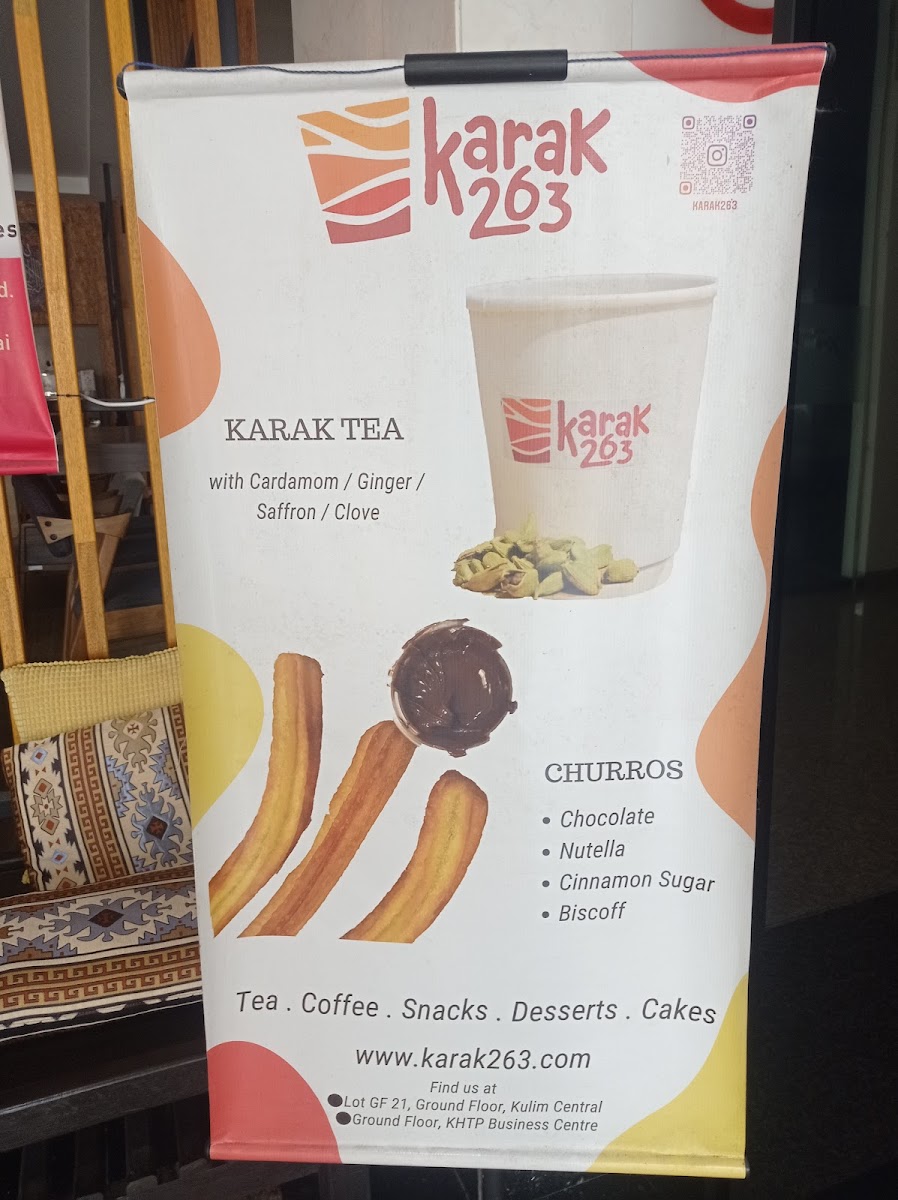 karak
263
KARAK263
es
d.
ai
karak
263
KARAK TEA
with Cardamom / Ginger /
Saffron / Clove
CHURROS
• Chocolate
• Nutella
• Cinnamon Sugar
• Biscoff
Tea . Coffee . Snacks . Desserts . Cakes
www.karak263.com
Find us at
Lot GF 21, Ground Floor, Kulim Central
Ground Floor, KHTP Business Centre